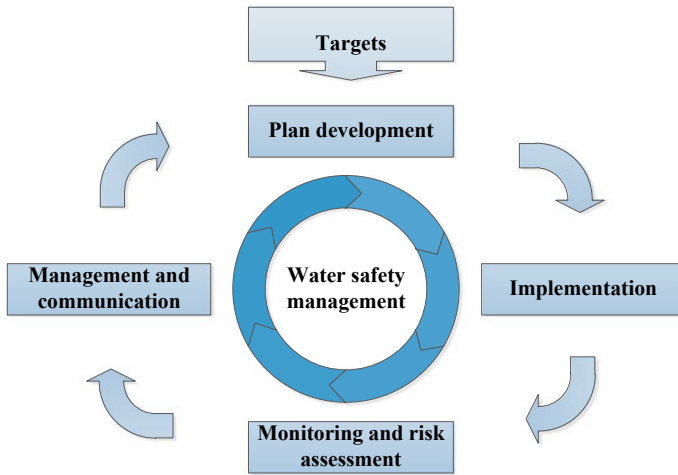 Targets
Plan development
Management and
communication
Water safety
management
Implementation
Monitoring and risk
assessment